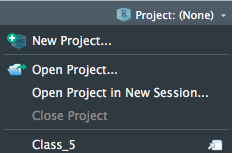 Project: (None)
New Project...
Open Project...
Open Project in New Session...
Close Project
Class_5